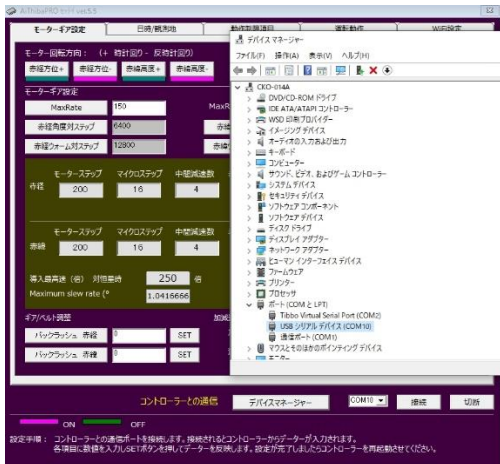 AiThibyPRO ｾｯﾃｨﾝｸﾞ ver.5.5
モーターギア設定
日時/観測地
動作制限項目
運転動作
WiFi設定
モーター回転方向： （+ 時計回り - 反時計回り）
赤経方位+
赤経方位-
赤緯高度+
赤緯高度-
モーターギア設定
MaxRate
150
MaxR
赤経角度対ステップ
6400
赤緯
赤経ウォーム対ステップ
12800
赤緯
モーターステップ
マイクロステップ
中間減速数
赤経
200
16
4
モーターステップ
マイクロステップ
中間減速数
赤緯
200
16
4
導入最高速（倍） 対恒星時
250
倍
Maximum slew rate (°
1.0416666
ギア/ベルト調整
加減
バックラッシュ 赤経
0
SET
バックラッシュ 赤緯
0
SET
デバイス マネージャー
ファイル(F) 操作(A) 表示(V) ヘルプ(H)
CKO-014A
DVD/CD-ROM ドライブ
IDE ATA/ATAPI コントローラー
WSD 印刷プロバイダー
イメージング デバイス
オーディオの入力および出力
キーボード
コンピューター
サウンド、ビデオ、およびゲーム コントローラー
システム デバイス
セキュリティ デバイス
ソフトウェア コンポーネント
ソフトウェア デバイス
ディスク ドライブ
ディスプレイ アダプター
ネットワーク アダプター
ヒューマン インターフェイス デバイス
ファームウェア
プリンター
プロセッサ
ポート (COM と LPT)
Tibbo Virtual Serial Port (COM2)
USB シリアル デバイス (COM10)
通信ポート (COM1)
マウスとそのほかのポインティング デバイス
モニター
コントローラーとの通信
デバイスマネージャー
COM10
接続
切断
ON
OFF
設定手順： コントローラーとの通信ポートを接続します。接続されるとコントローラーからデーターが入力されます。
各項目に数値を入力しSETボタンを押してデーターを反映します。設定が完了しましたらコントローラーを再起動させてください。